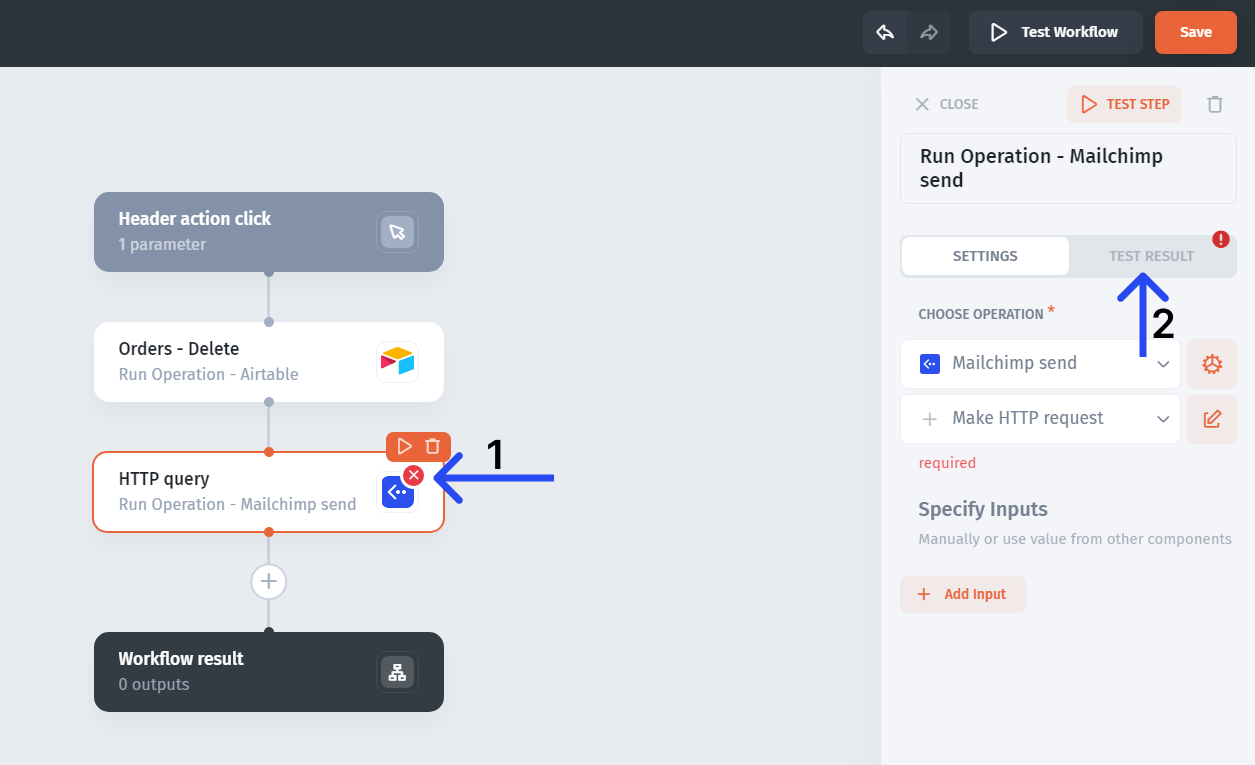 Test Workflow
Save
CLOSE
TEST STEP
Run Operation - Mailchimp
send
Header action click
1 parameter
SETTINGS
TEST RESULT
!
CHOOSE OPERATION *
2
Orders - Delete
Run Operation - Airtable
Mailchimp send
Make HTTP request
required
1
HTTP query
Run Operation - Mailchimp send
Specify Inputs
Manually or use value from other components
+ Add Input
Workflow result
0 outputs